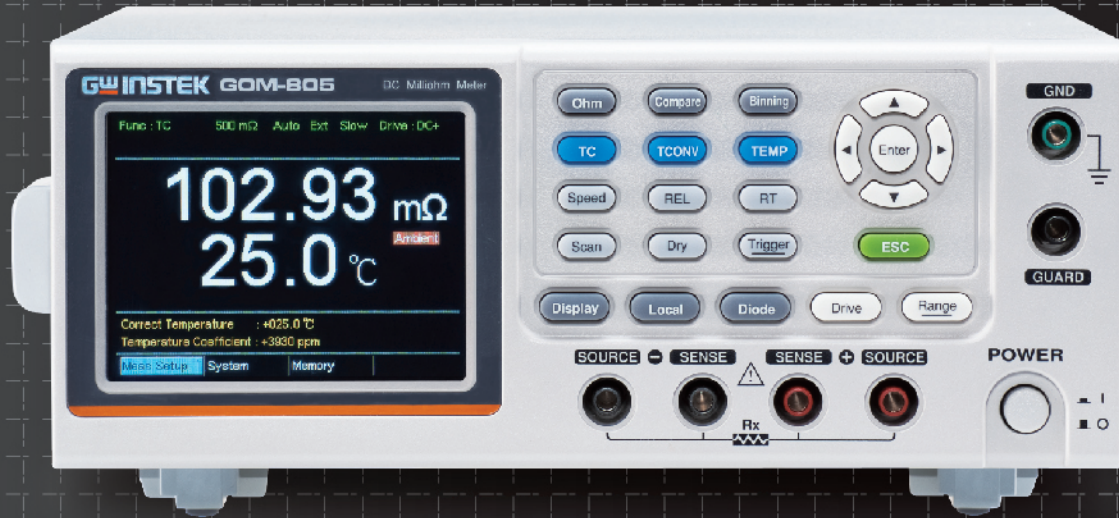 GW INSTEK GOM-805 DC Milliohm Meter
Func : TC 500 mΩ Auto Ext Slow Drive : DC+
102.93 mΩ
Ambient
25.0 ℃
Correct Temperature : +025.0 ℃
Temperature Coefficient : +3930 ppm
Meas Setup System Memory
Ohm Compare Binning
TC TCONV TEMP
Enter
Speed REL RT
Scan Dry Trigger
ESC
Display Local Diode Drive Range
SOURCE - SENSE SENSE + SOURCE
Rx
GND
GUARD
POWER
I
O